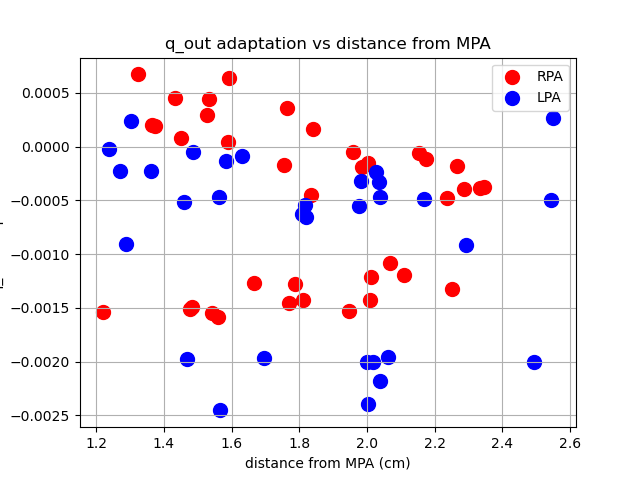 q_out adaptation vs distance from MPA
RPA
LPA
0.0005
0.0000
−0.0005
−0.0010
−0.0015
−0.0020
−0.0025
1.2 1.4 1.6 1.8 2.0 2.2 2.4 2.6
distance from MPA (cm)